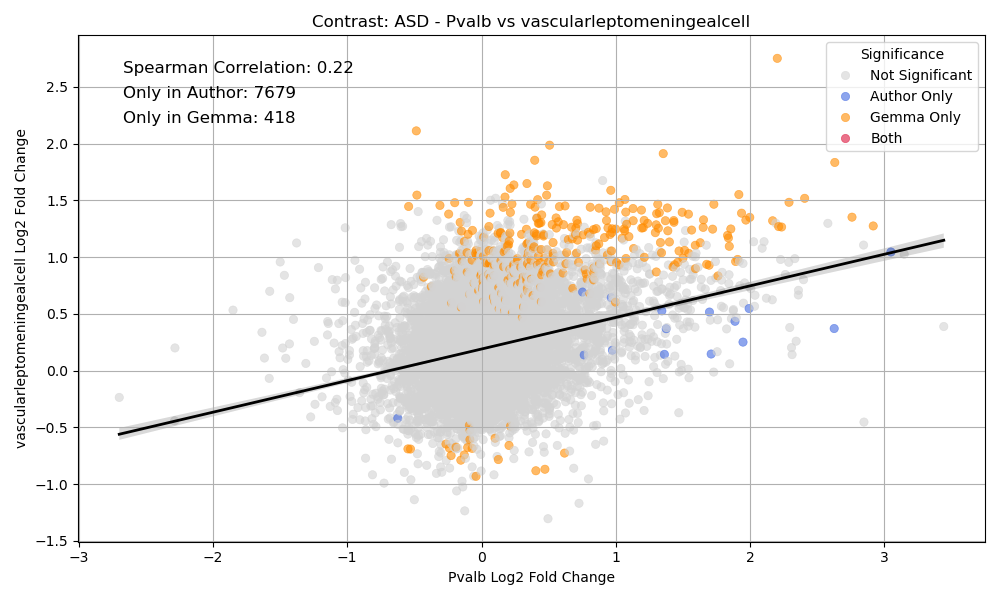 Contrast: ASD - Pvalb vs vascularleptomeningealcell
Spearman Correlation: 0.22
Only in Author: 7679
Only in Gemma: 418
Significance
Not Significant
Author Only
Gemma Only
Both
vascularleptomeningealcell Log2 Fold Change
2.5
2.0
1.5
1.0
0.5
0.0
−0.5
−1.0
−1.5
−3 −2 −1 0 1 2 3
Pvalb Log2 Fold Change